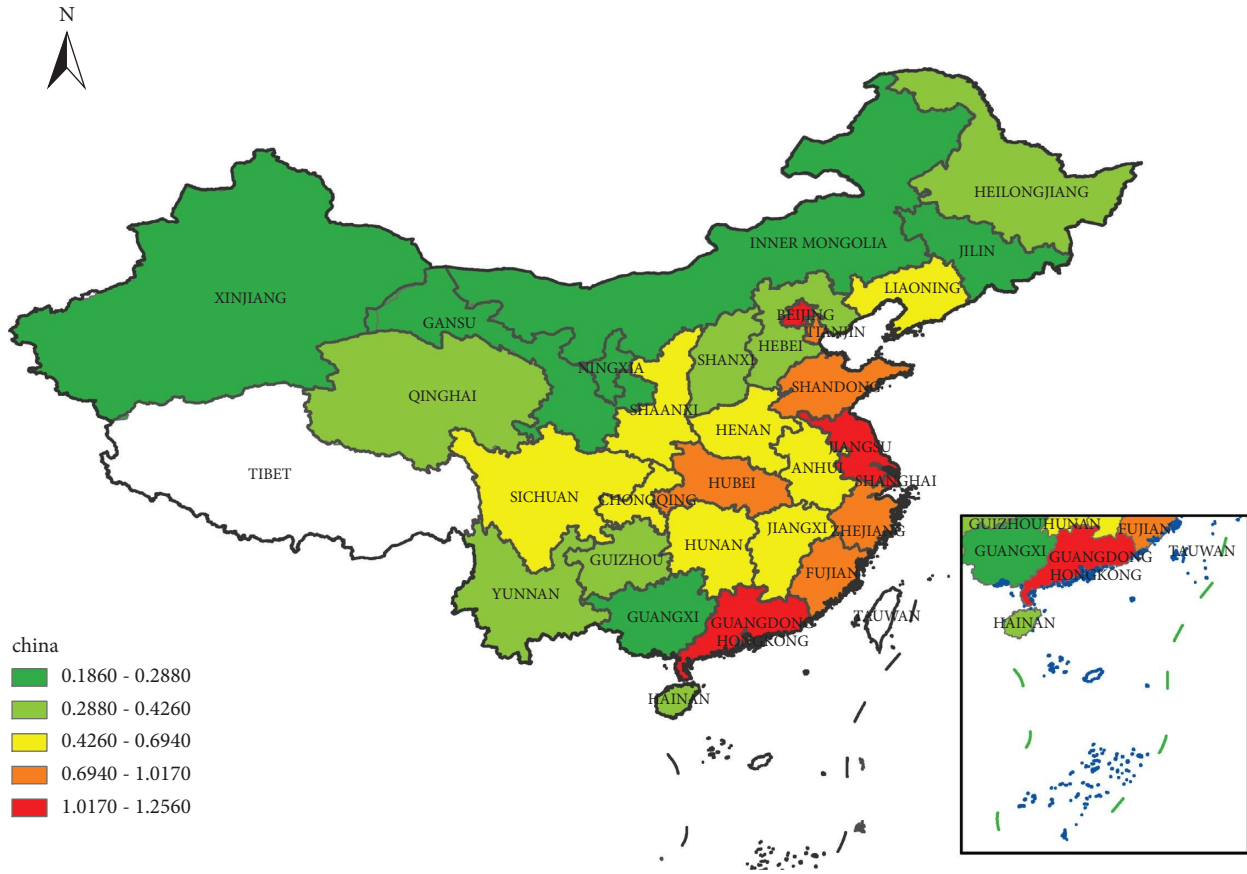 N
HEILONGJIANG
INNER MONGOLIA
JILIN
XINJIANG
LIAONING
GANSU
BEIJING
TIANJIN
HEBEI
SHANXI
NINGXIA
QINGHAI
SHANDONG
SHAANXI
HENAN
JIANGSU
TIBET
ANHUI
SHANGHAI
HUBEI
SICHUAN
CHONGQING
JIANGXI
ZHEJIANG
HUNAN
GUIZHOU
FUJIAN
YUNNAN
GUANGXI
GUANGDONG
HONGKONG
TAUWAN
HAINAN
china
0.1860 - 0.2880
0.2880 - 0.4260
0.4260 - 0.6940
0.6940 - 1.0170
1.0170 - 1.2560
GUIZHOU
HUNAN
FUJIAN
GUANGXI
GUANGDONG
HONGKONG
TAUWAN
HAINAN